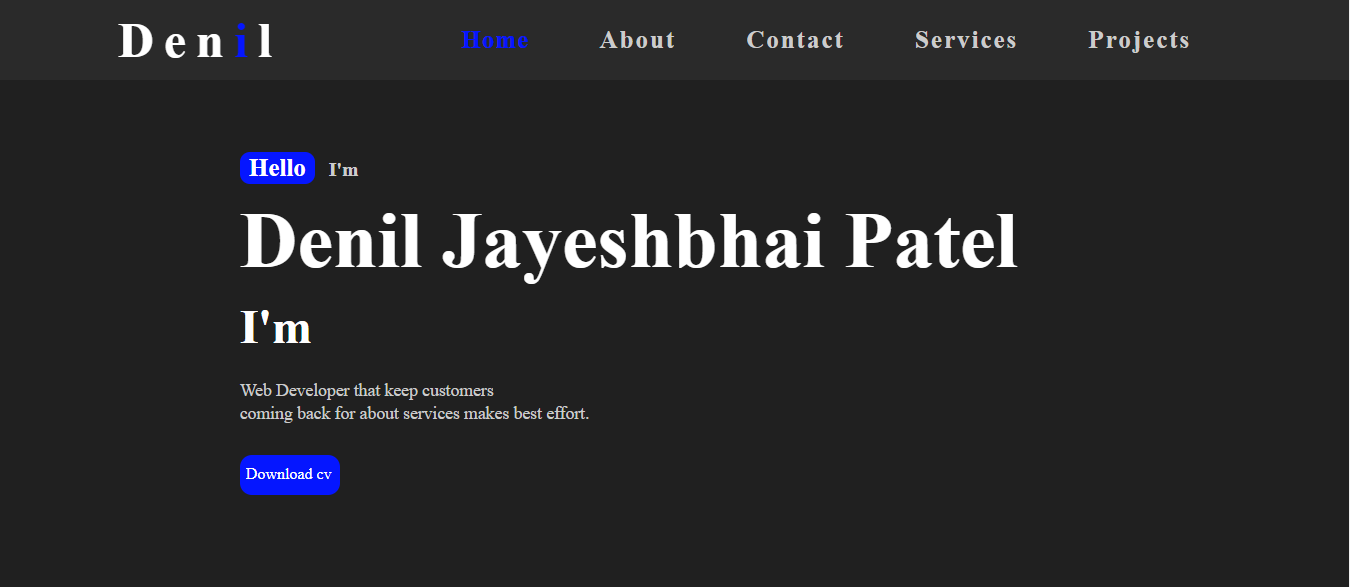 Denil
Home About Contact Services Projects
Hello I'm
Denil Jayeshbhai Patel
I'm
Web Developer that keep customers
coming back for about services makes best effort.
Download cv